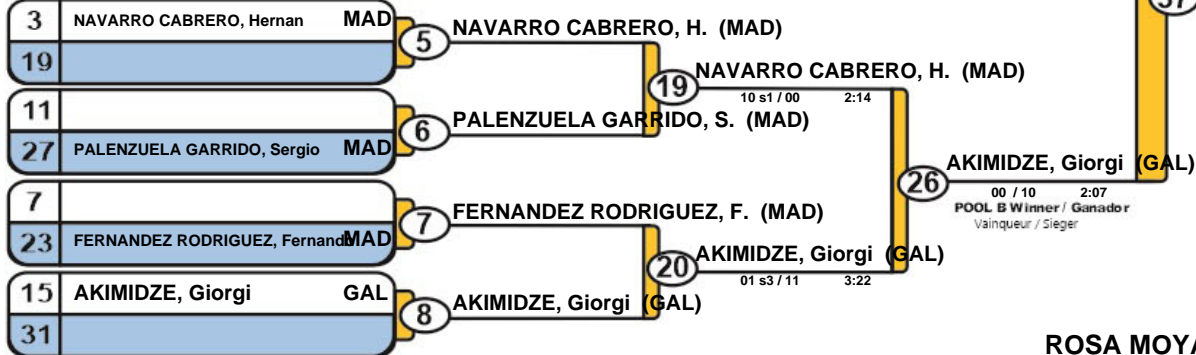 37
3 NAVARRO CABRERO, Hernan MAD
19
5 NAVARRO CABRERO, H. (MAD)
11
27 PALENZUELA GARRIDO, Sergio MAD
6 PALENZUELA GARRIDO, S. (MAD)
19 NAVARRO CABRERO, H. (MAD)
10 s1 / 00 2:14
7
23 FERNANDEZ RODRIGUEZ, Fernando MAD
7 FERNANDEZ RODRIGUEZ, F. (MAD)
15 AKIMIDZE, Giorgi GAL
31
8 AKIMIDZE, Giorgi (GAL)
20 AKIMIDZE, Giorgi (GAL)
01 s3 / 11 3:22
26 AKIMIDZE, Giorgi (GAL)
00 / 10 2:07
POOL B Winner / Ganador
Vainqueur / Sieger
ROSA MOYA